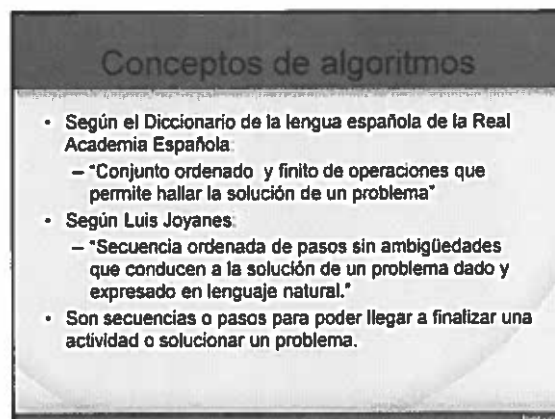 Conceptos de algoritmos
• Según el Diccionario de la lengua española de la Real
Academia Española:
– "Conjunto ordenado y finito de operaciones que
permite hallar la solución de un problema"
• Según Luis Joyanes:
– "Secuencia ordenada de pasos sin ambigüedades
que conducen a la solución de un problema dado y
expresado en lenguaje natural."
• Son secuencias o pasos para poder llegar a finalizar una
actividad o solucionar un problema.